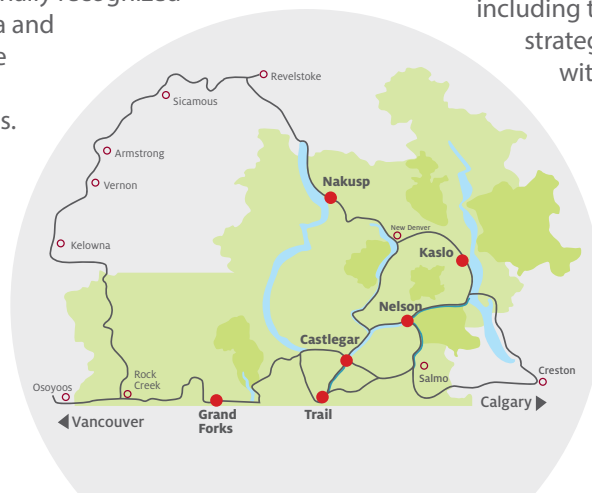 nally recognized
a and
e
s.
including t
strateg
wit
Revelstoke
Sicamous
Armstrong
Vernon
Kelowna
Nakusp
New Denver
Kaslo
Nelson
Castlegar
Salmo
Creston
Calgary
Rock
Creek
Osoyoos
Vancouver
Grand
Forks
Trail